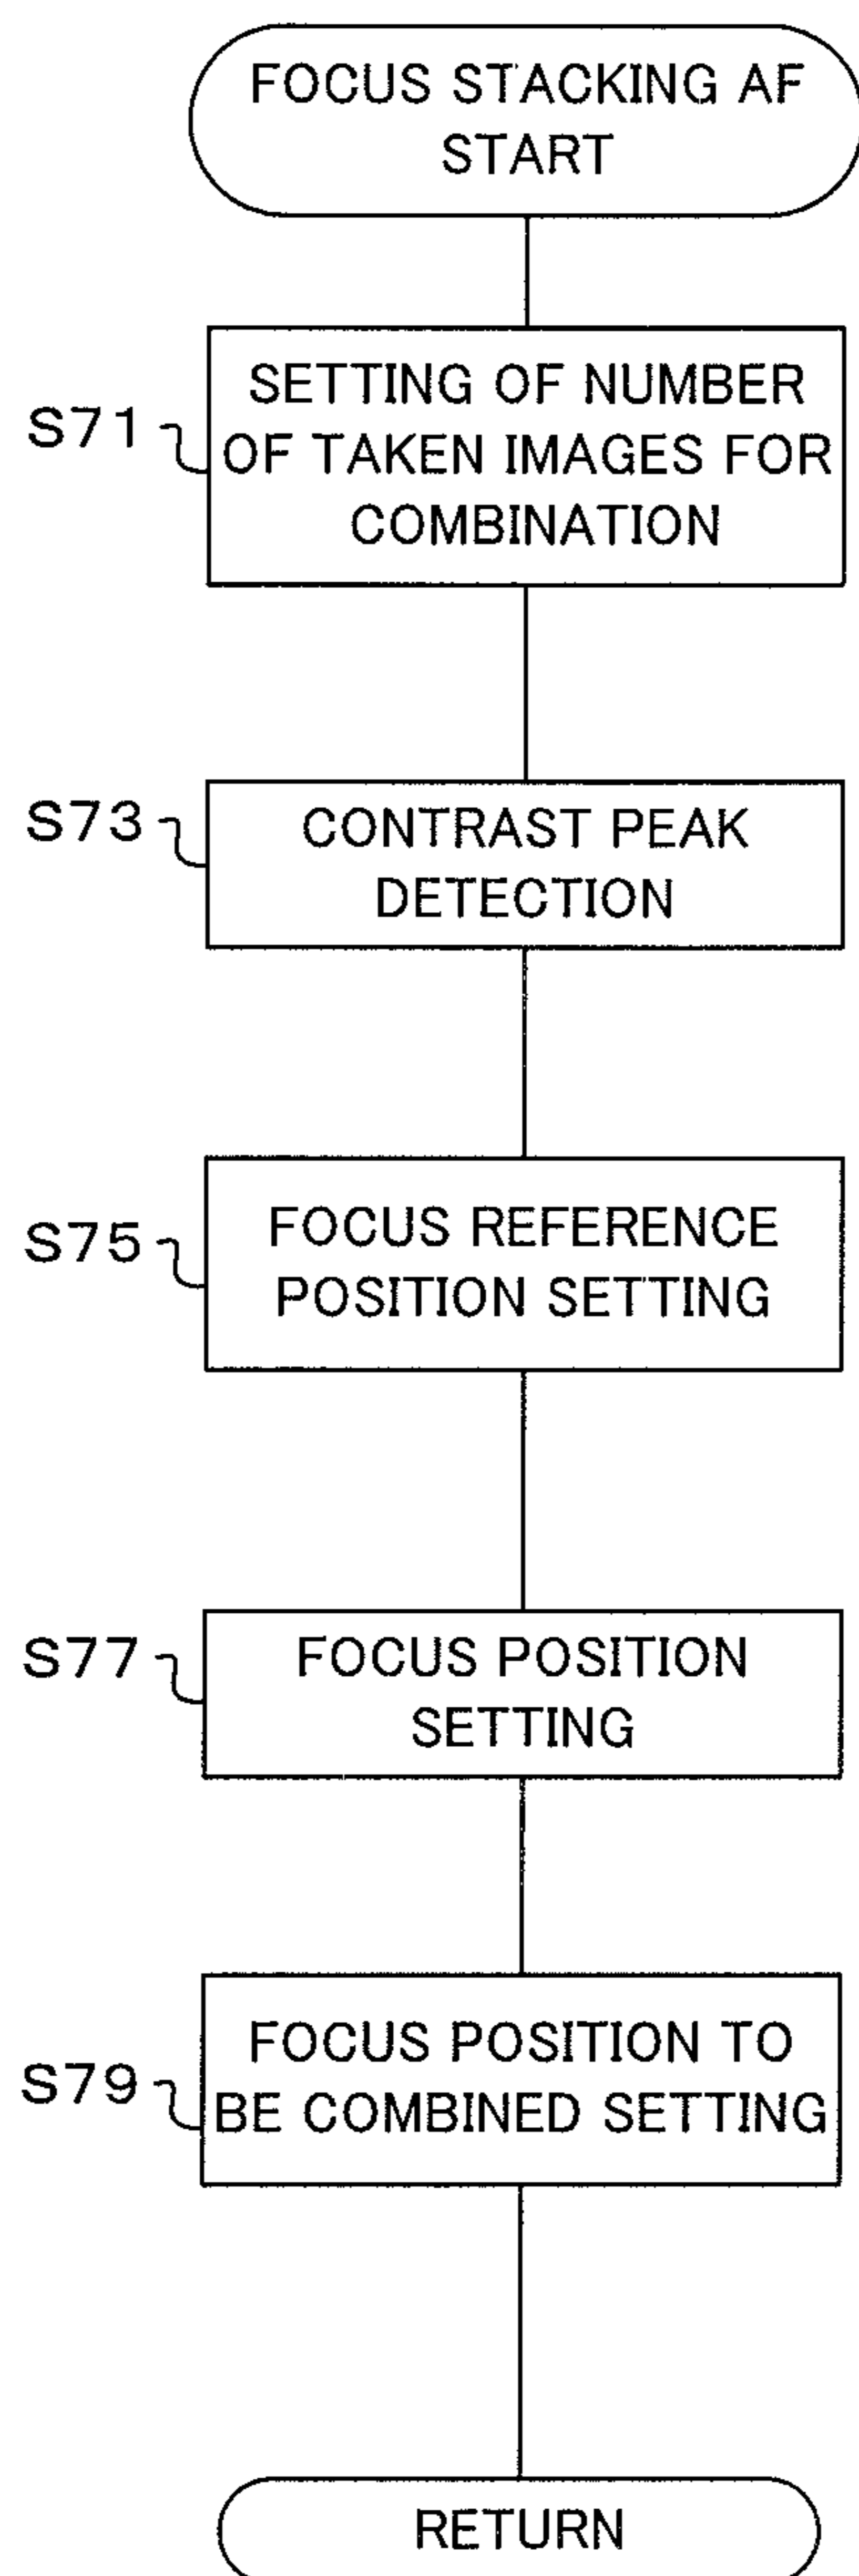 FOCUS STACKING AF
START
SETTING OF NUMBER
S71
OF TAKEN IMAGES FOR
COMBINATION
S73
CONTRAST PEAK
DETECTION
S75
FOCUS REFERENCE
POSITION SETTING
S77
FOCUS POSITION
SETTING
S79
FOCUS POSITION TO
BE COMBINED SETTING
RETURN